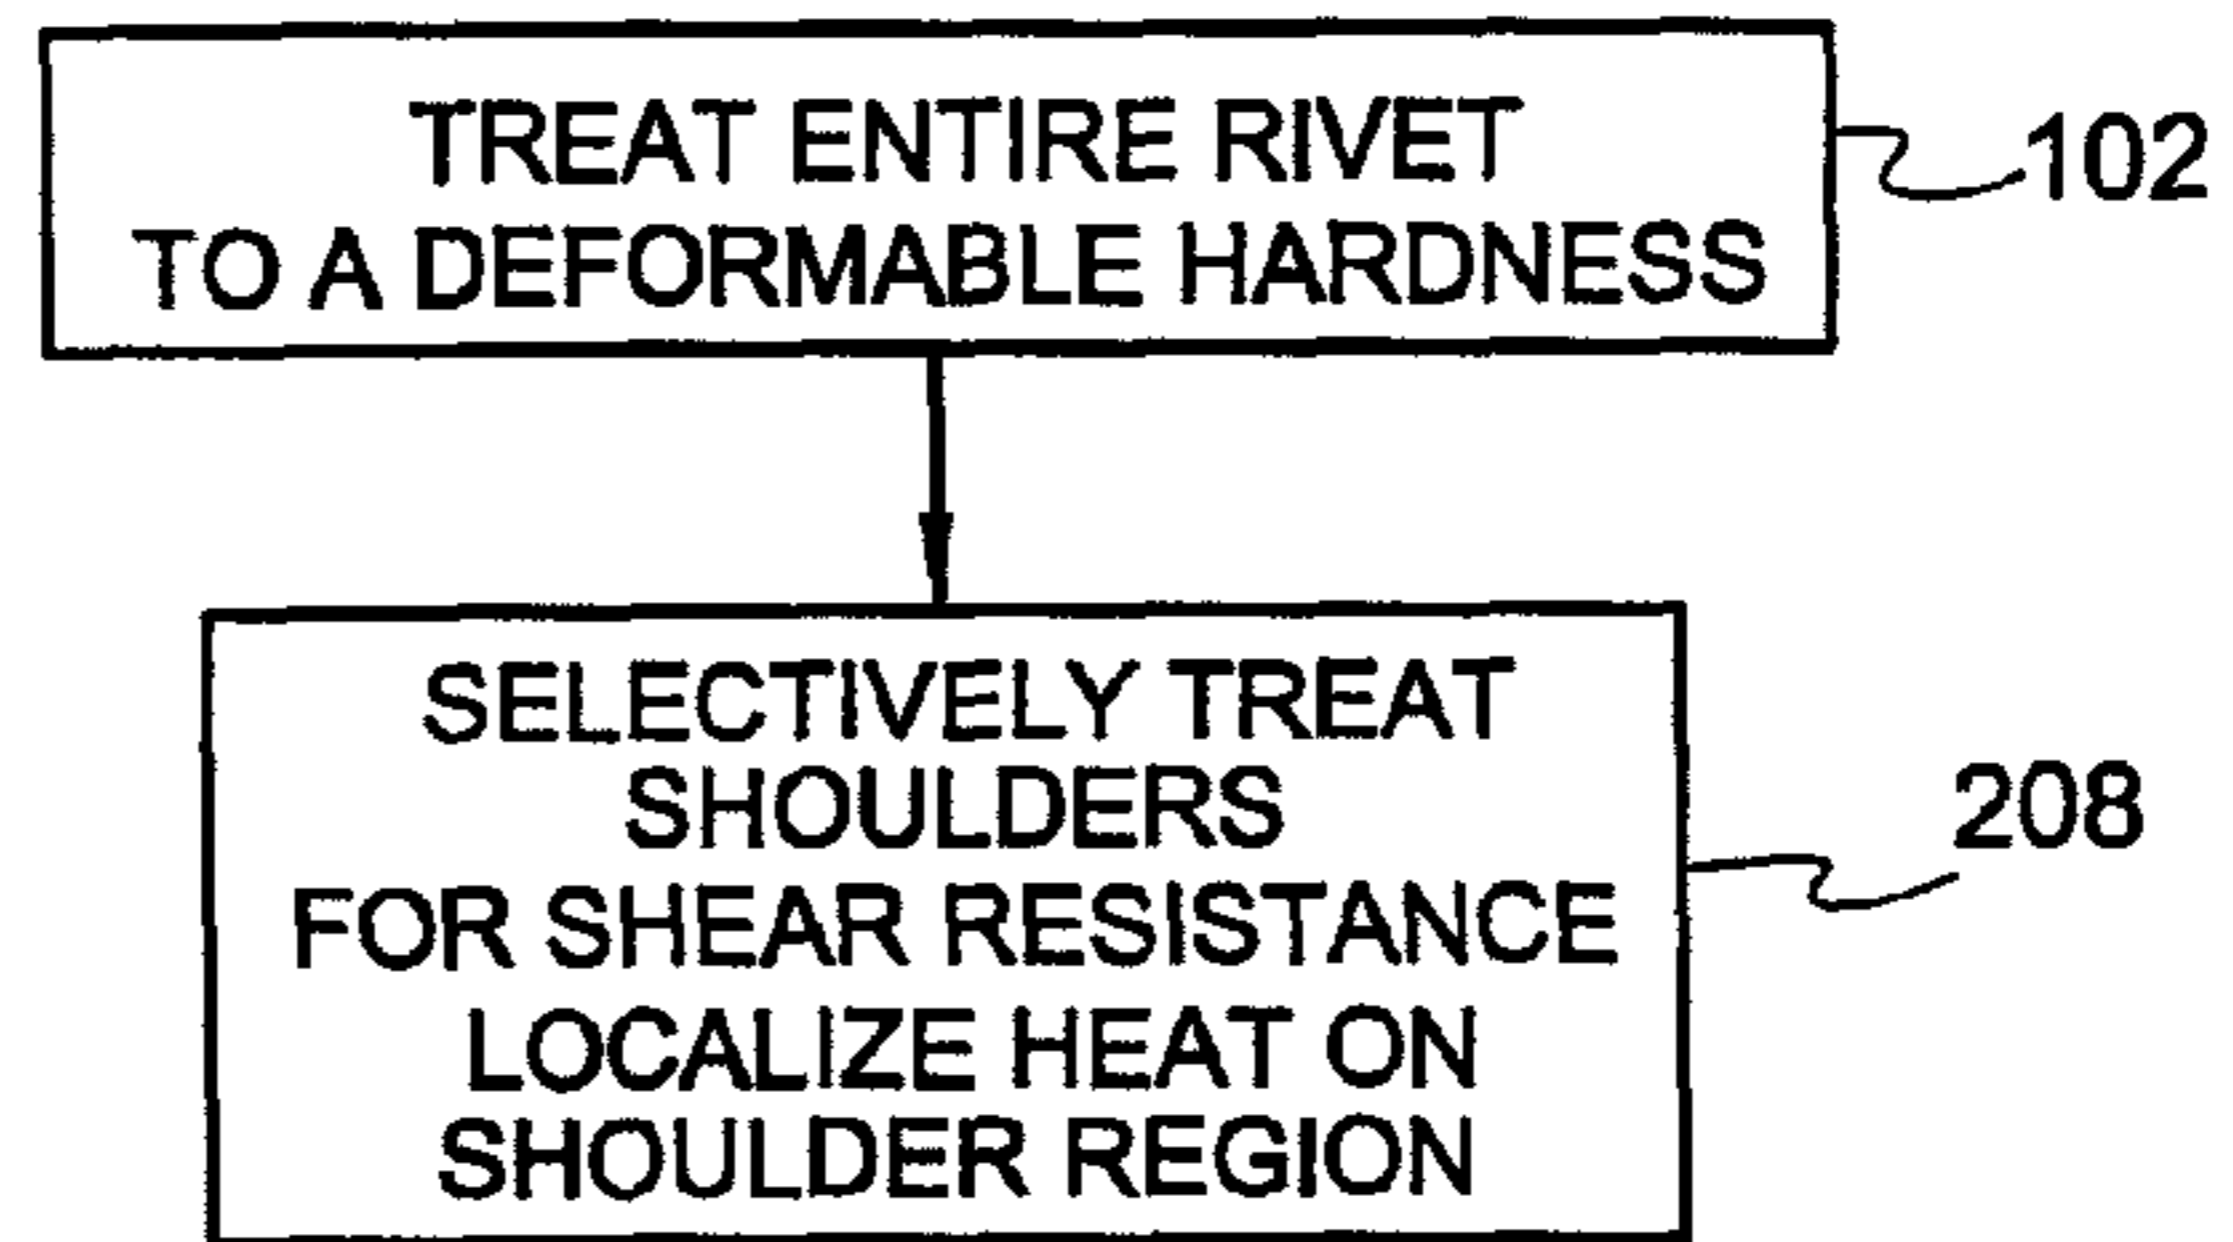 TREAT ENTIRE RIVET
TO A DEFORMABLE HARDNESS
102
SELECTIVELY TREAT
SHOULDERS
FOR SHEAR RESISTANCE
LOCALIZE HEAT ON
SHOULDER REGION
208